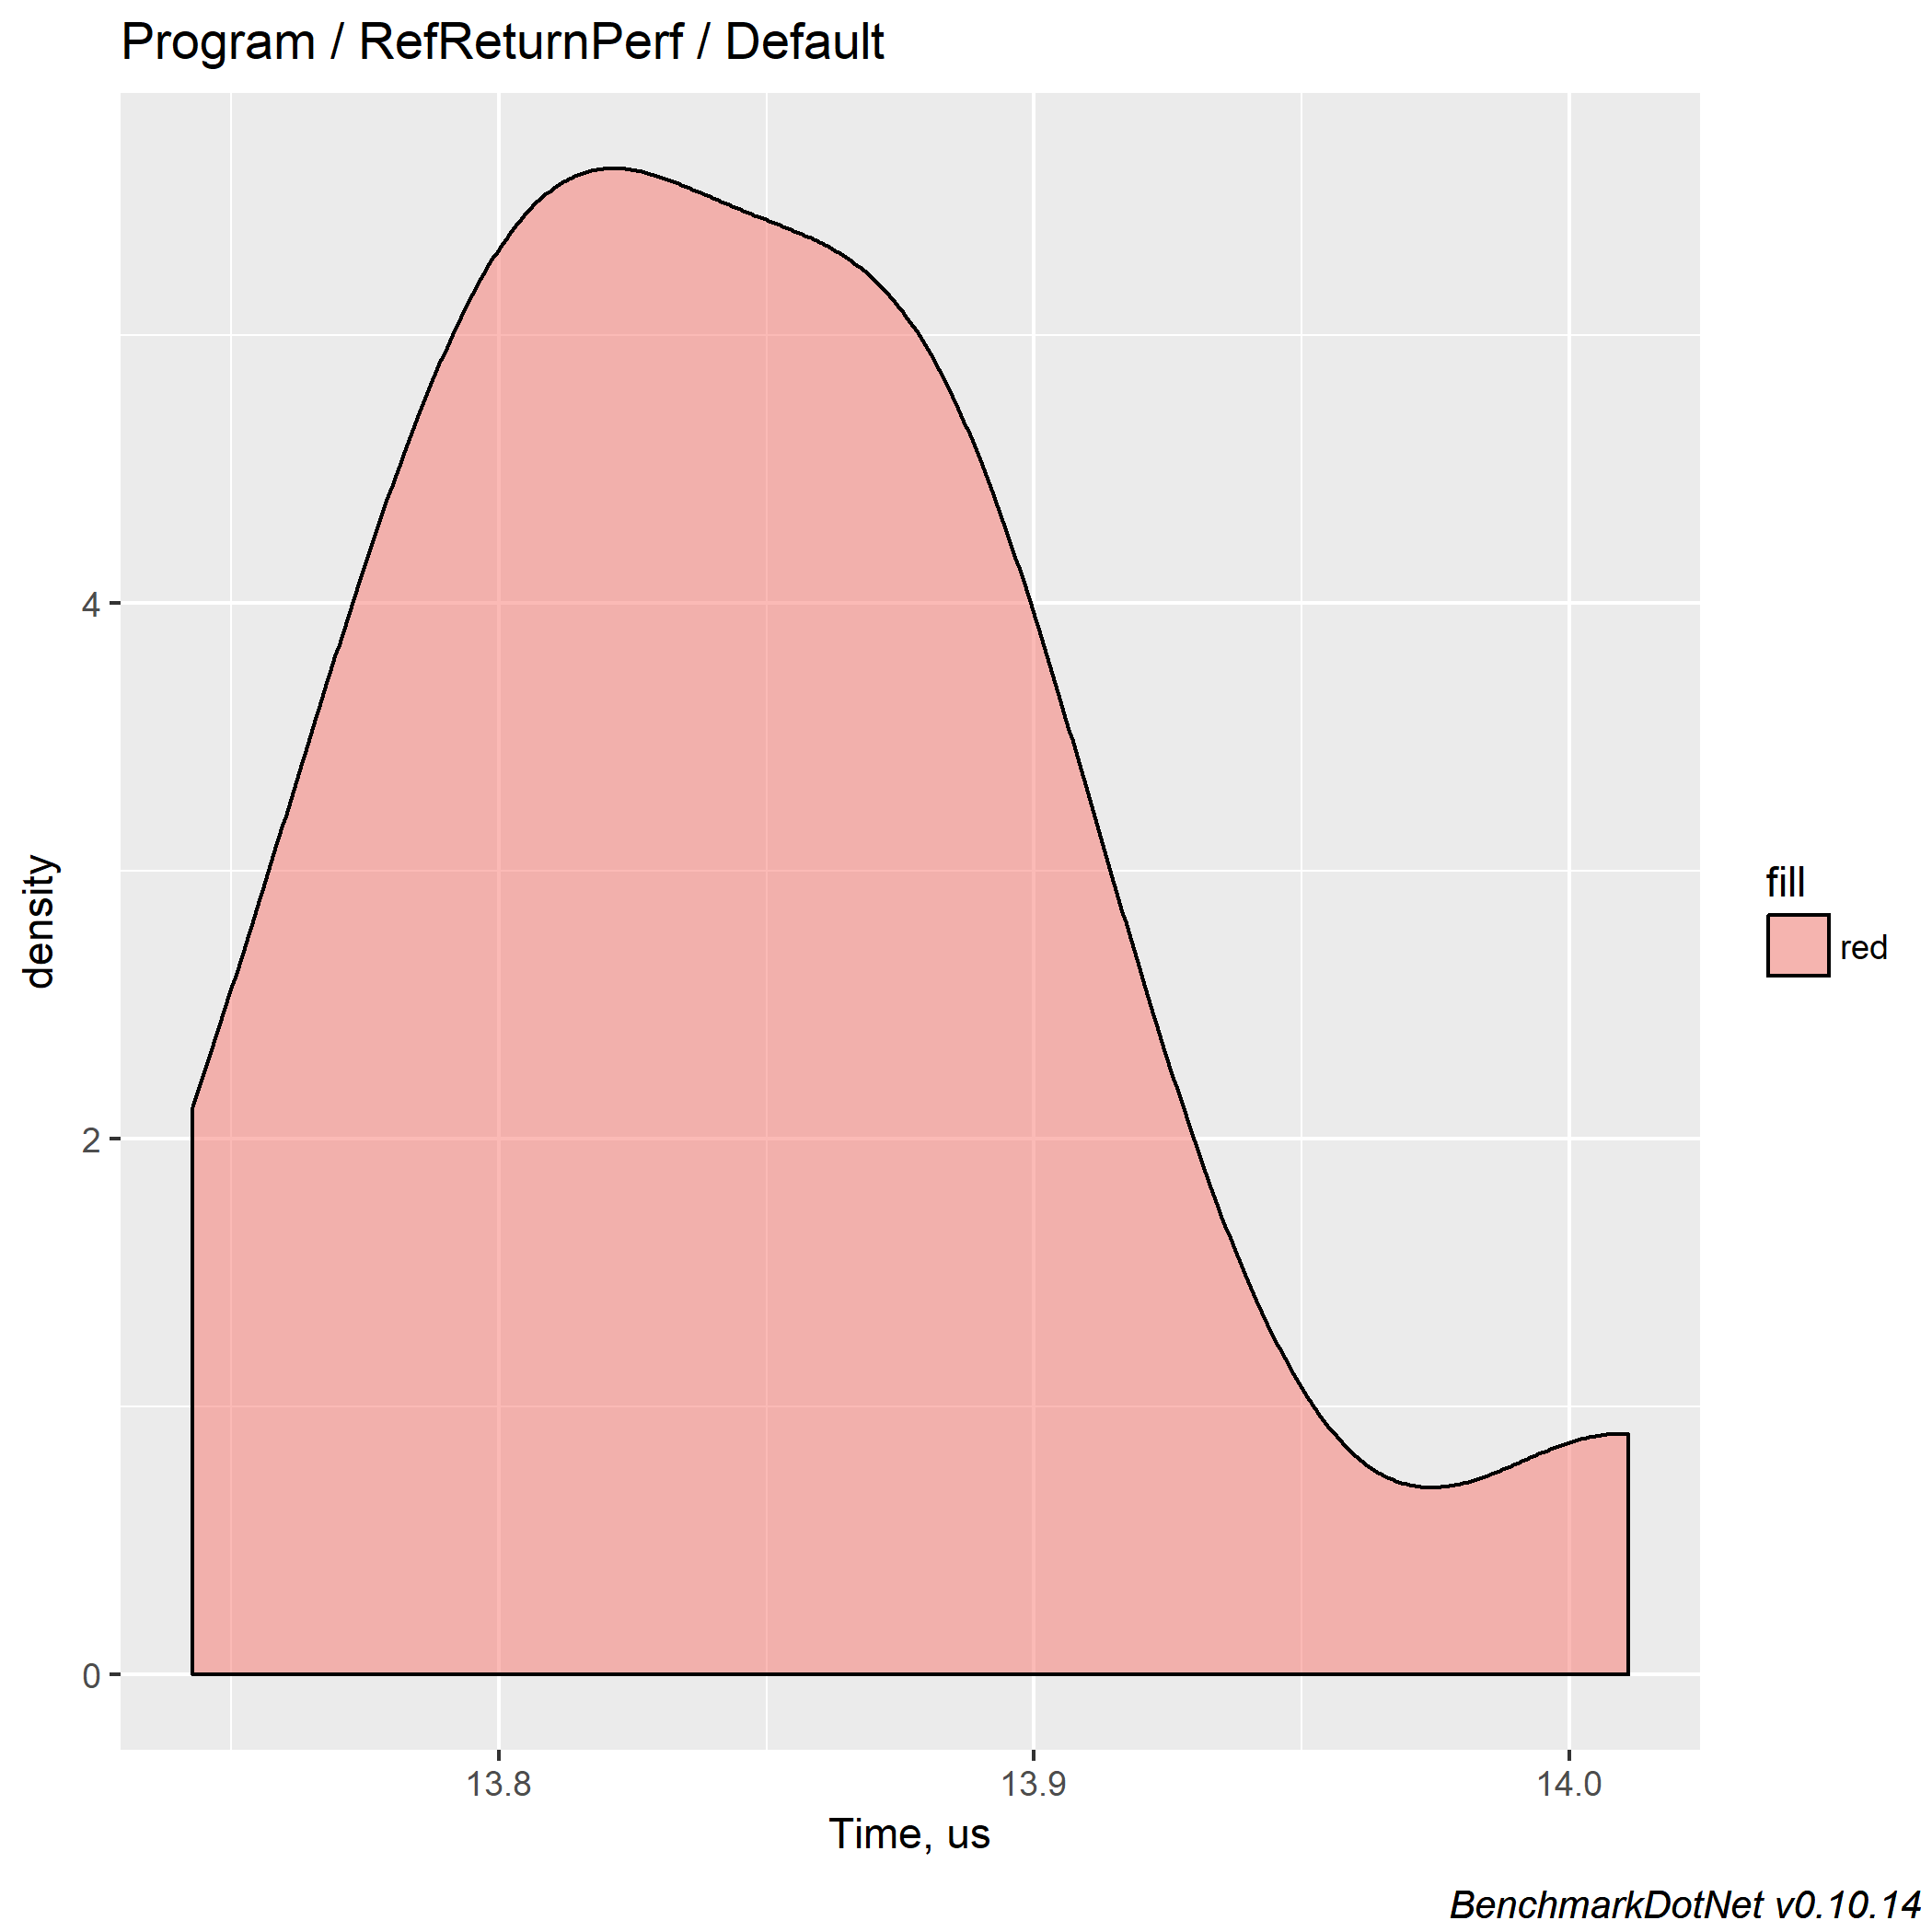 Program / RefReturnPerf / Default
density
4
2
0
13.8 13.9 14.0
Time, us
fill
red
BenchmarkDotNet v0.10.14